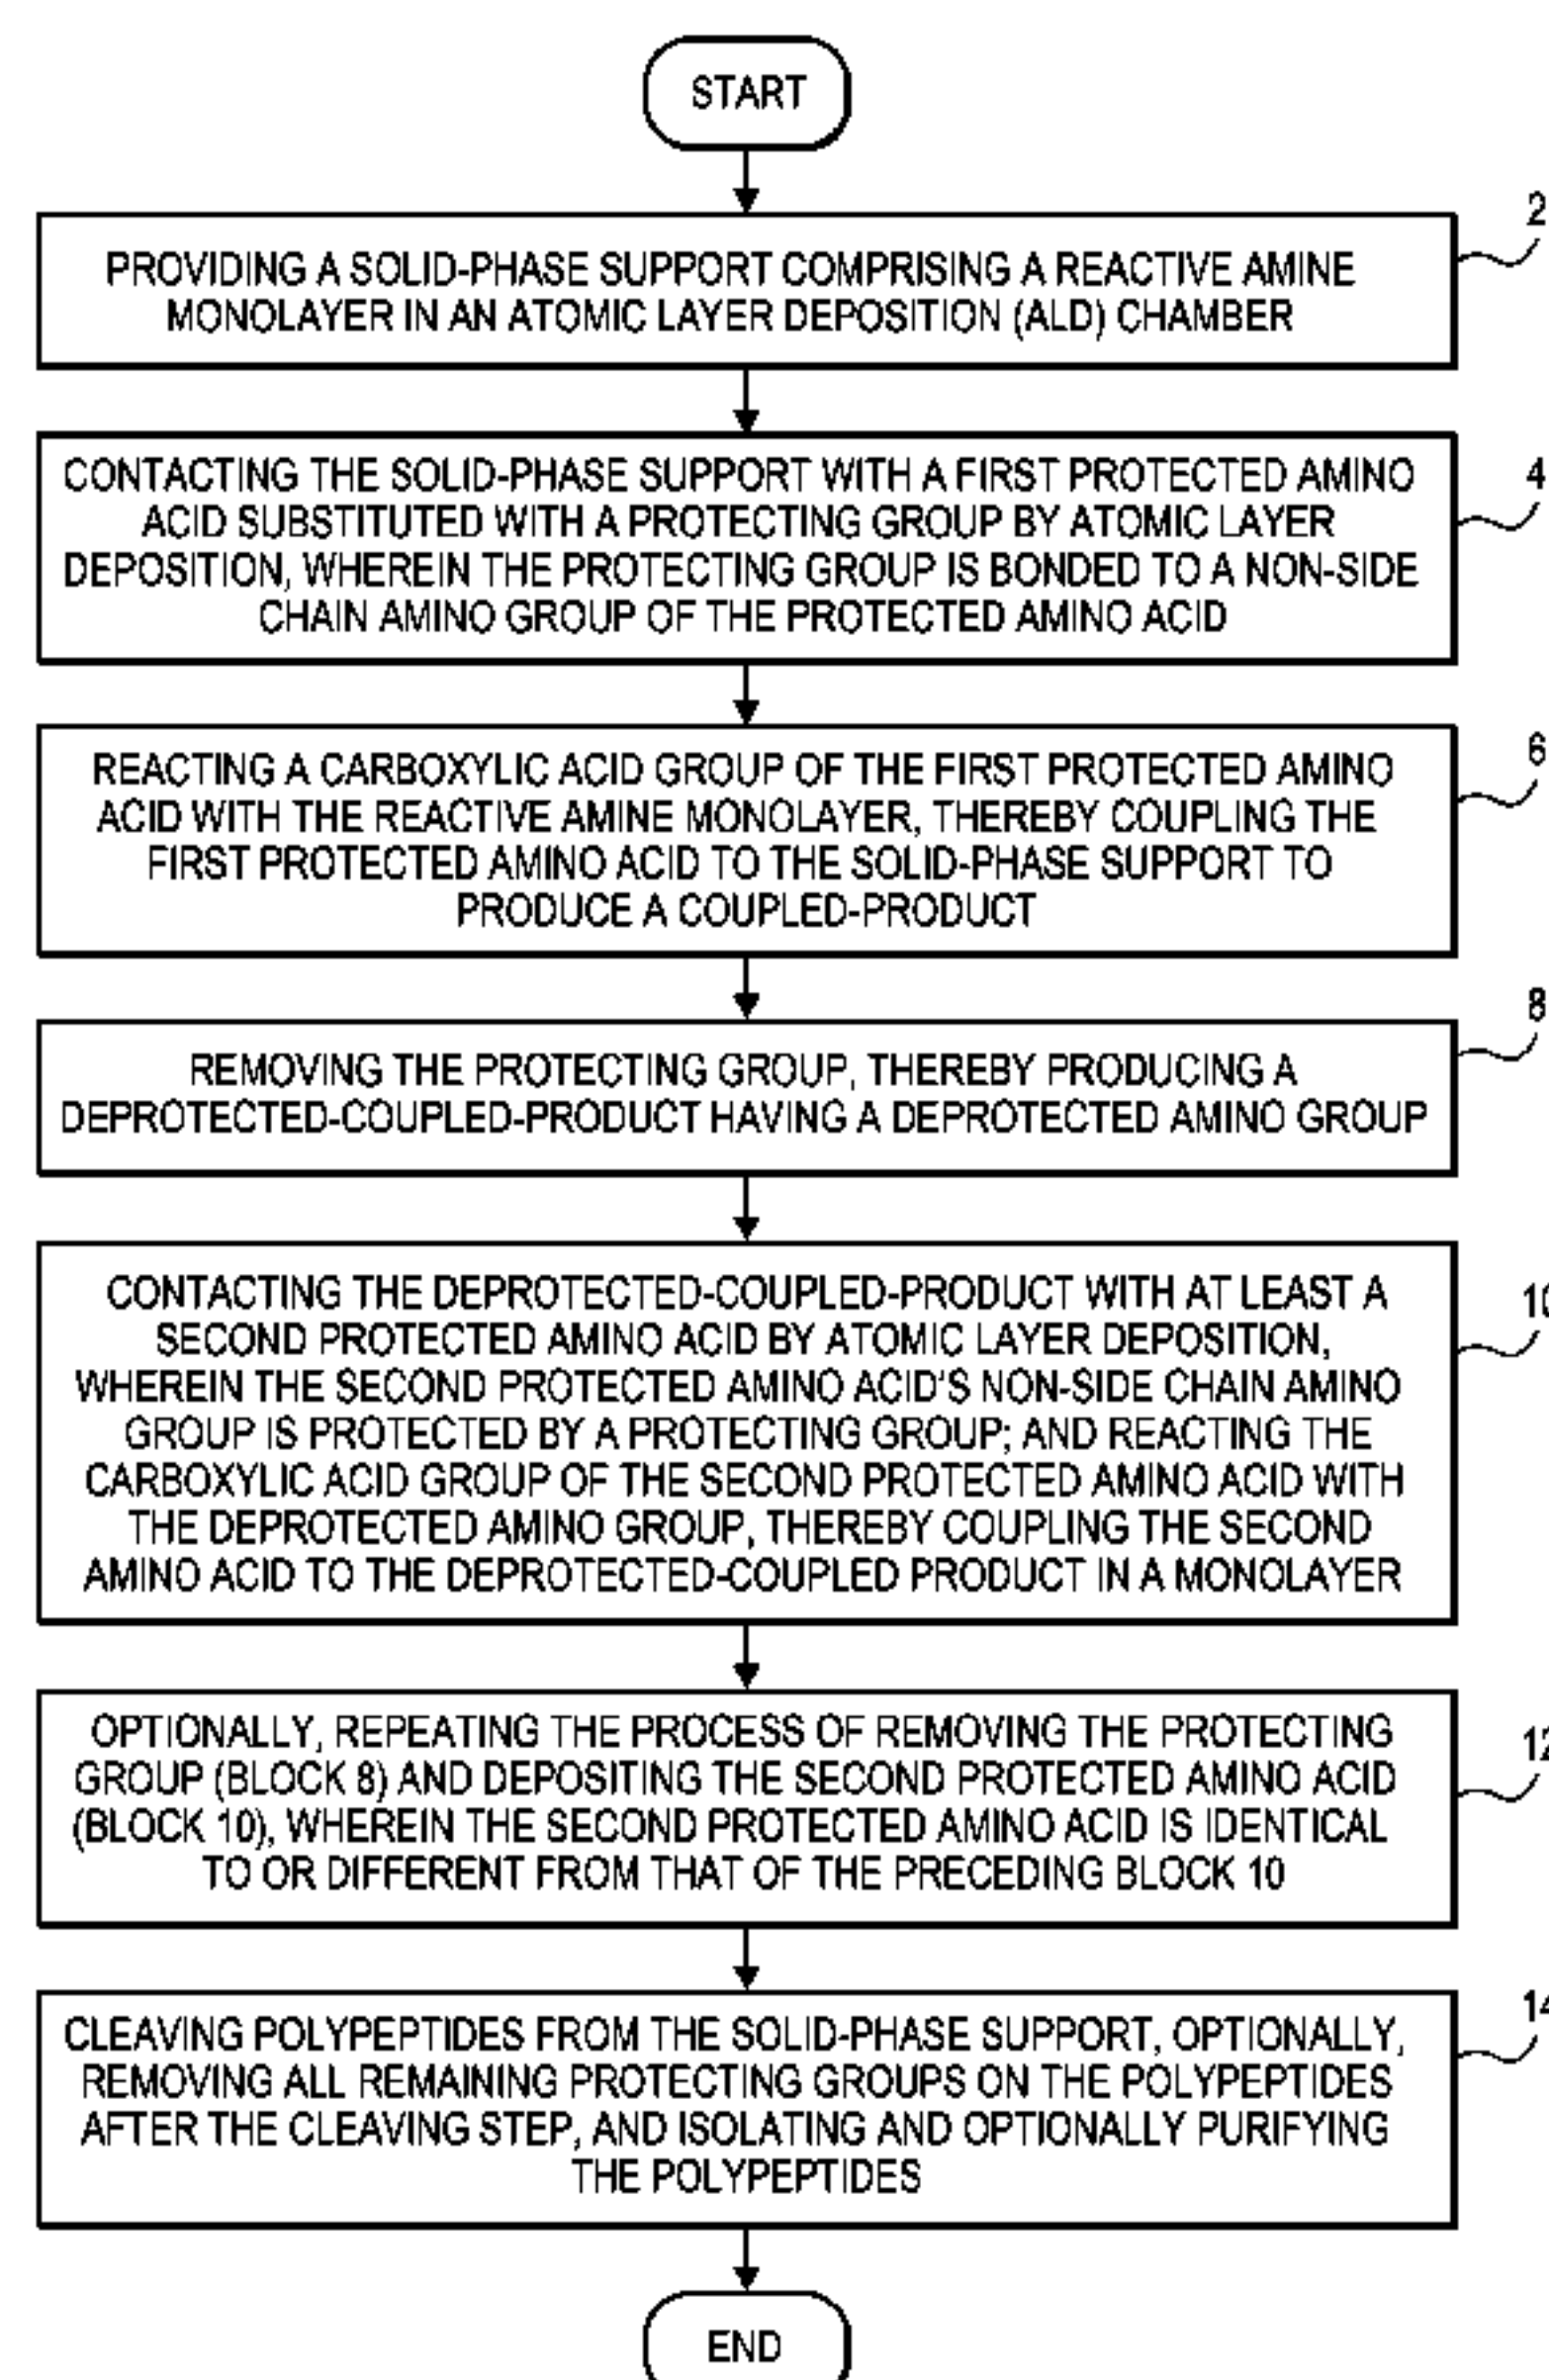 START
2
PROVIDING A SOLID-PHASE SUPPORT COMPRISING A REACTIVE AMINE
MONOLAYER IN AN ATOMIC LAYER DEPOSITION (ALD) CHAMBER
4
CONTACTING THE SOLID-PHASE SUPPORT WITH A FIRST PROTECTED AMINO
ACID SUBSTITUTED WITH A PROTECTING GROUP BY ATOMIC LAYER
DEPOSITION, WHEREIN THE PROTECTING GROUP IS BONDED TO A NON-SIDE
CHAIN AMINO GROUP OF THE PROTECTED AMINO ACID
6
REACTING A CARBOXYLIC ACID GROUP OF THE FIRST PROTECTED AMINO
ACID WITH THE REACTIVE AMINE MONOLAYER, THEREBY COUPLING THE
FIRST PROTECTED AMINO ACID TO THE SOLID-PHASE SUPPORT TO
PRODUCE A COUPLED-PRODUCT
8
REMOVING THE PROTECTING GROUP, THEREBY PRODUCING A
DEPROTECTED-COUPLED-PRODUCT HAVING A DEPROTECTED AMINO GROUP
10
CONTACTING THE DEPROTECTED-COUPLED-PRODUCT WITH AT LEAST A
SECOND PROTECTED AMINO ACID BY ATOMIC LAYER DEPOSITION,
WHEREIN THE SECOND PROTECTED AMINO ACID'S NON-SIDE CHAIN AMINO
GROUP IS PROTECTED BY A PROTECTING GROUP; AND REACTING THE
CARBOXYLIC ACID GROUP OF THE SECOND PROTECTED AMINO ACID WITH
THE DEPROTECTED AMINO GROUP, THEREBY COUPLING THE SECOND
AMINO ACID TO THE DEPROTECTED-COUPLED PRODUCT IN A MONOLAYER
12
OPTIONALLY, REPEATING THE PROCESS OF REMOVING THE PROTECTING
GROUP (BLOCK 8) AND DEPOSITING THE SECOND PROTECTED AMINO ACID
(BLOCK 10), WHEREIN THE SECOND PROTECTED AMINO ACID IS IDENTICAL
TO OR DIFFERENT FROM THAT OF THE PRECEDING BLOCK 10
14
CLEAVING POLYPEPTIDES FROM THE SOLID-PHASE SUPPORT, OPTIONALLY,
REMOVING ALL REMAINING PROTECTING GROUPS ON THE POLYPEPTIDES
AFTER THE CLEAVING STEP, AND ISOLATING AND OPTIONALLY PURIFYING
THE POLYPEPTIDES
END